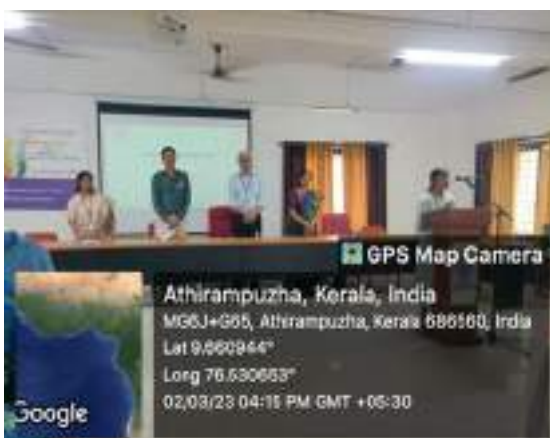 GPS Map Camera
Athirampuzha, Kerala, India
MG6J+G65, Athirampuzha, Kerala 686560, India
Lat 9.660944°
Long 76.530653°
02/03/23 04:15 PM GMT +05:30
Google